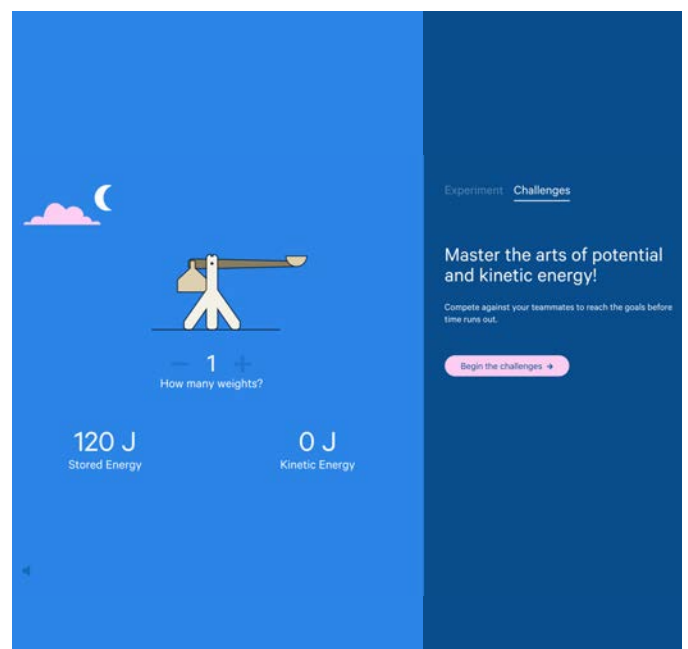 Experiment Challenges
Master the arts of potential
and kinetic energy!
Compete against your teammates to reach the goals before
time runs out.
Begin the challenges →
− 1 +
How many weights?
120 J
Stored Energy
0 J
Kinetic Energy